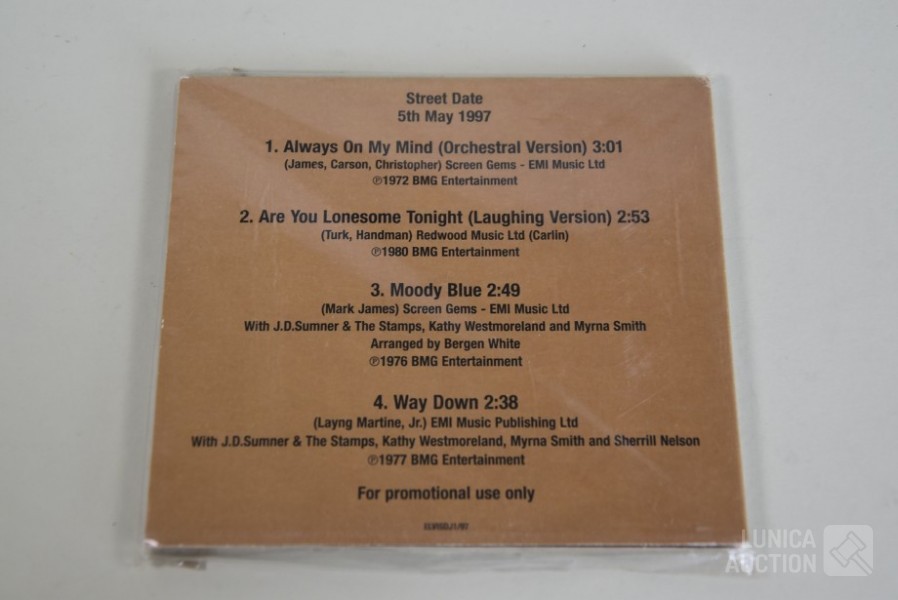 Street Date
5th May 1997
1. Always On My Mind (Orchestral Version) 3:01
(James, Carson, Christopher) Screen Gems - EMI Music Ltd
℗1972 BMG Entertainment
2. Are You Lonesome Tonight (Laughing Version) 2:53
(Turk, Handman) Redwood Music Ltd (Carlin)
℗1980 BMG Entertainment
3. Moody Blue 2:49
(Mark James) Screen Gems - EMI Music Ltd
With J.D.Sumner & The Stamps, Kathy Westmoreland and Myrna Smith
Arranged by Bergen White
℗1976 BMG Entertainment
4. Way Down 2:38
(Layng Martine, Jr.) EMI Music Publishing Ltd
With J.D.Sumner & The Stamps, Kathy Westmoreland, Myrna Smith and Sherrill Nelson
℗1977 BMG Entertainment
For promotional use only
LUNICA
AUCTION